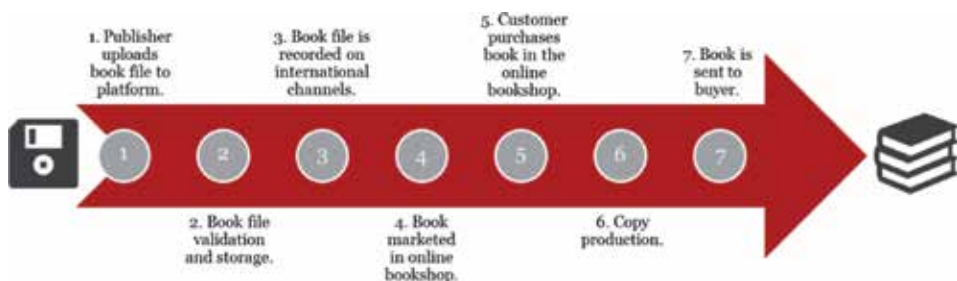 1. Publisher
uploads
book file to
platform.
3. Book file is
recorded on
international
channels.
5. Customer
purchases
book in the
online
bookshop.
7. Book is
sent to
buyer.
1
2
3
4
5
6
7
2. Book file
validation
and storage.
4. Book
marketed
in online
bookshop.
6. Copy
production.